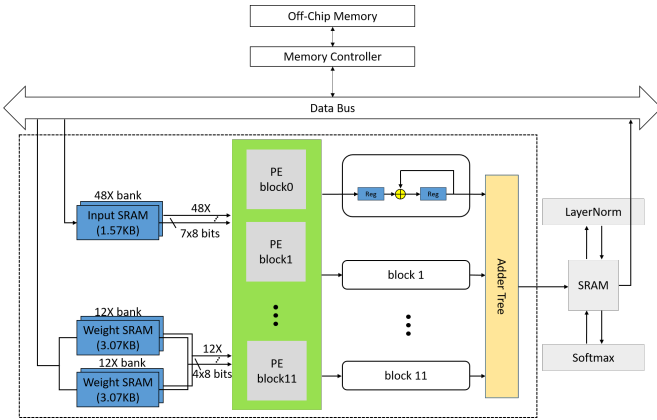 Off-Chip Memory
Memory Controller
Data Bus
48X bank
Input SRAM
(1.57KB)
48X
7x8 bits
12X bank
Weight SRAM
(3.07KB)
12X bank
Weight SRAM
(3.07KB)
12X
4x8 bits
PE
block0
PE
block1
PE
block11
Reg
Reg
block 1
block 11
Adder Tree
LayerNorm
SRAM
Softmax